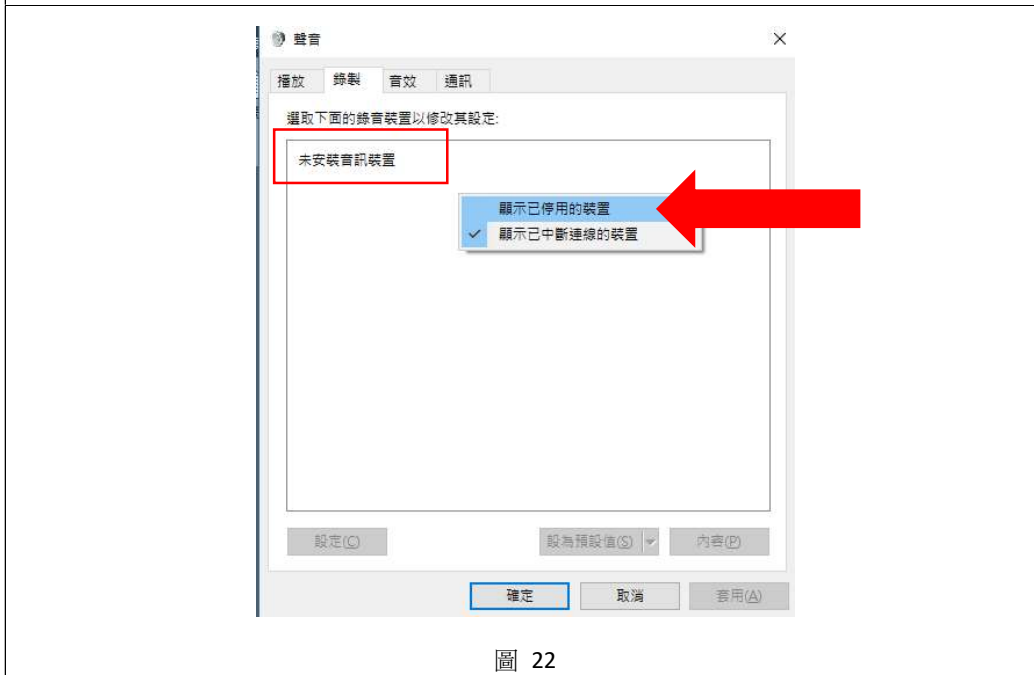 聲音
播放 錄製 音效 通訊
選取下面的錄音裝置以修改其設定:
未安裝音訊裝置
顯示已停用的裝置
顯示已中斷連線的裝置
設定(C) 設為預設值(S) 內容(P)
確定 取消 套用(A)
圖 22